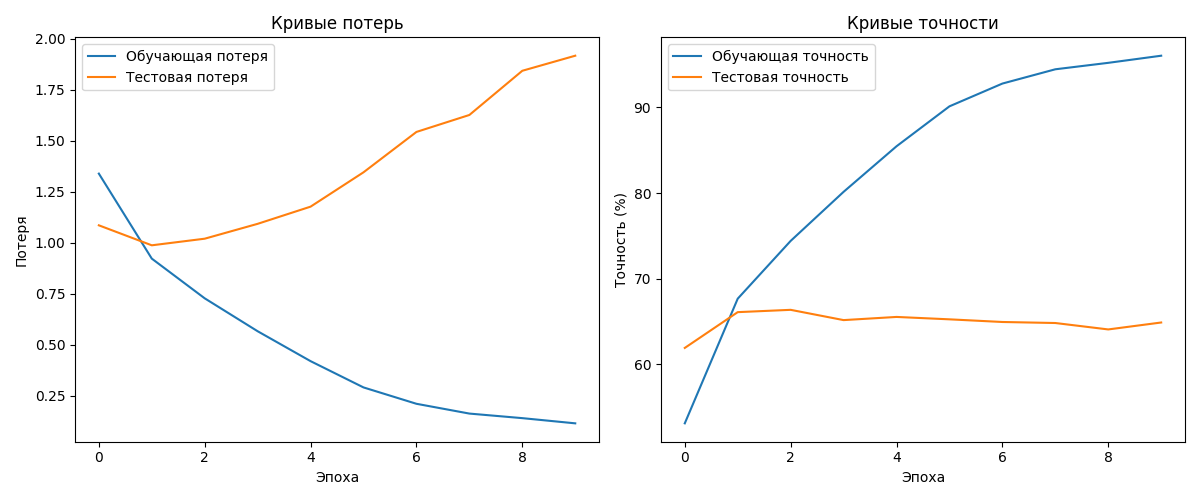 Кривые потерь
Обучающая потеря
Тестовая потеря
2.00
1.75
1.50
1.25
1.00
0.75
0.50
0.25
Потеря
0 2 4 6 8
Эпоха
Кривые точности
Обучающая точность
Тестовая точность
90
80
70
60
Точность (%)
0 2 4 6 8
Эпоха